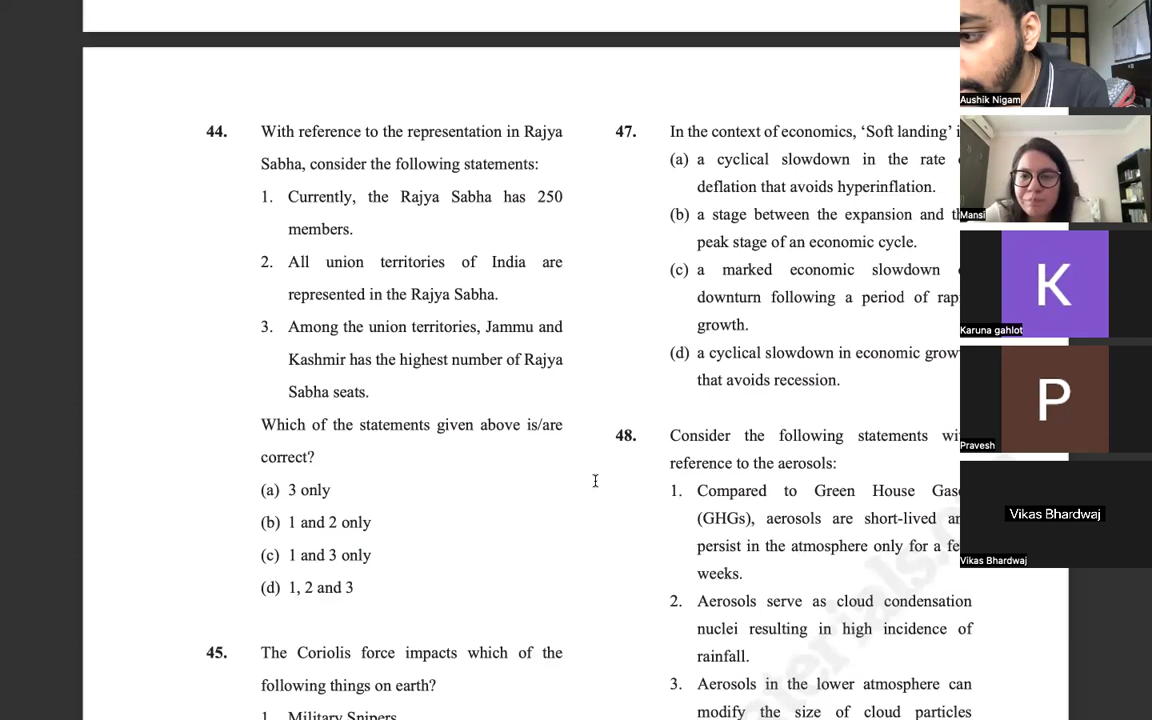 44. With reference to the representation in Rajya
Sabha, consider the following statements:
1. Currently, the Rajya Sabha has 250
members.
2. All union territories of India are
represented in the Rajya Sabha.
3. Among the union territories, Jammu and
Kashmir has the highest number of Rajya
Sabha seats.
Which of the statements given above is/are
correct?
(a) 3 only
(b) 1 and 2 only
(c) 1 and 3 only
(d) 1, 2 and 3
45. The Coriolis force impacts which of the
following things on earth?
1. Military Snipers
47. In the context of economics, ‘Soft landing’
(a) a cyclical slowdown in the rate
deflation that avoids hyperinflation.
(b) a stage between the expansion and
peak stage of an economic cycle.
(c) a marked economic slowdown
downturn following a period of
growth.
(d) a cyclical slowdown in economic
that avoids recession.
48. Consider the following statements
reference to the aerosols:
1. Compared to Green House
(GHGs), aerosols are short-lived
persist in the atmosphere only for a
weeks.
2. Aerosols serve as cloud condensation
nuclei resulting in high incidence of
rainfall.
3. Aerosols in the lower atmosphere can
modify the size of cloud particles
Aushik Nigam
Mansi
K
Karuna gahlot
P
Pravesh
Vikas Bhardwaj
Vikas Bhardwaj